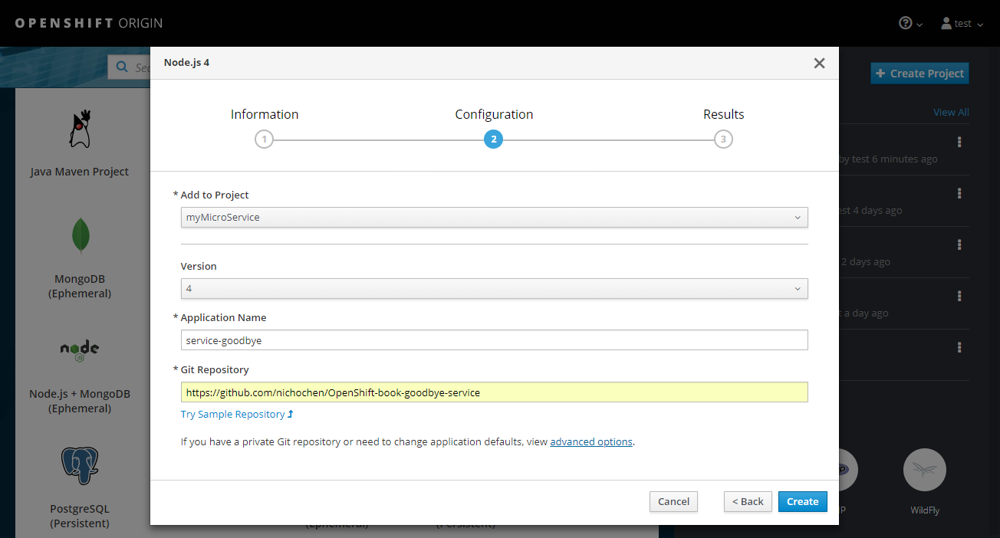 OPENSHIFT ORIGIN
test
Node.js 4
Create Project
Information
Configuration
Results
1
2
3
View All
Java Maven Project
by test 6 minutes ago
* Add to Project
myMicroService
4 days ago
Version
4
2 days ago
MongoDB
(Ephemeral)
* Application Name
a day ago
service-goodbye
node
JS
* Git Repository
https://github.com/nichochen/OpenShift-book-goodbye-service
Node.js + MongoDB
(Ephemeral)
Try Sample Repository
If you have a private Git repository or need to change application defaults, view advanced options.
Cancel
< Back
Create
PostgreSQL
(Persistent)
WildFly
(Ephemeral)
(Persistent)